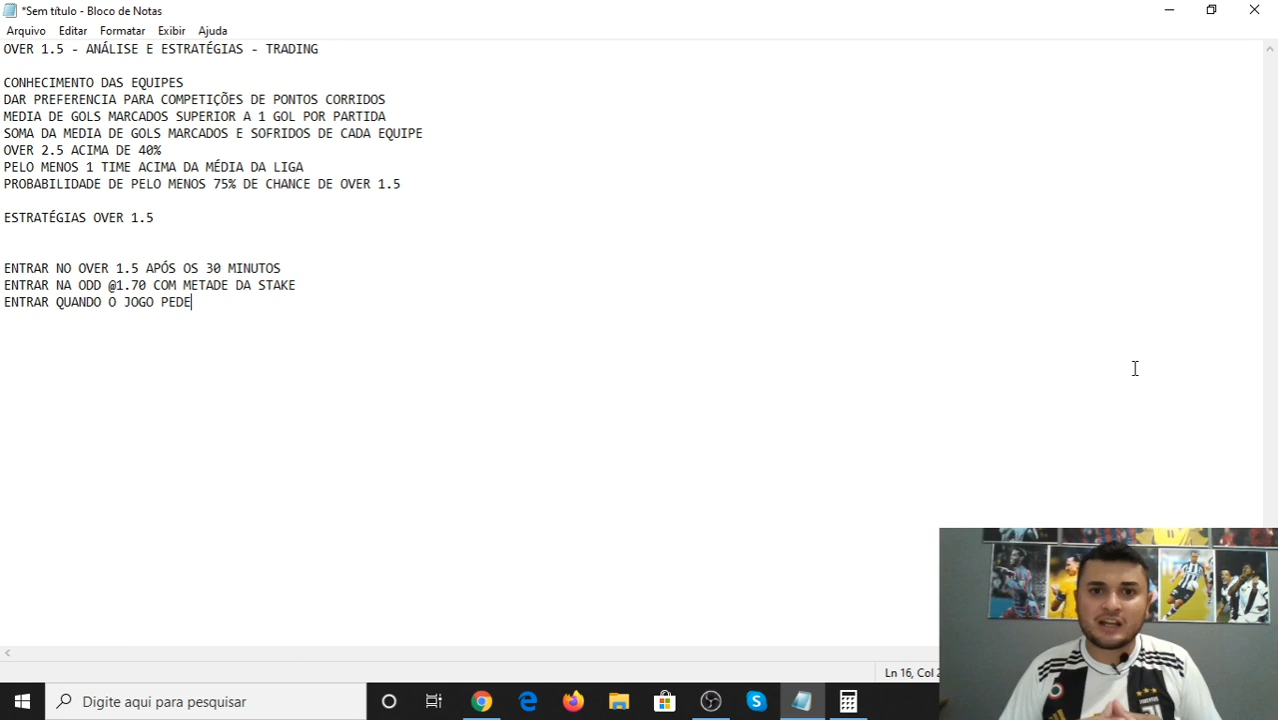 *Sem título - Bloco de Notas
Arquivo Editar Formatar Exibir Ajuda
OVER 1.5 - ANÁLISE E ESTRATÉGIAS - TRADING
CONHECIMENTO DAS EQUIPES
DAR PREFERENCIA PARA COMPETIÇÕES DE PONTOS CORRIDOS
MEDIA DE GOLS MARCADOS SUPERIOR A 1 GOL POR PARTIDA
SOMA DA MEDIA DE GOLS MARCADOS E SOFRIDOS DE CADA EQUIPE
OVER 2.5 ACIMA DE 40%
PELO MENOS 1 TIME ACIMA DA MÉDIA DA LIGA
PROBABILIDADE DE PELO MENOS 75% DE CHANCE DE OVER 1.5
ESTRATÉGIAS OVER 1.5
ENTRAR NO OVER 1.5 APÓS OS 30 MINUTOS
ENTRAR NA ODD @1.70 COM METADE DA STAKE
ENTRAR QUANDO O JOGO PEDE
Ln 16, Col
Digite aqui para pesquisar